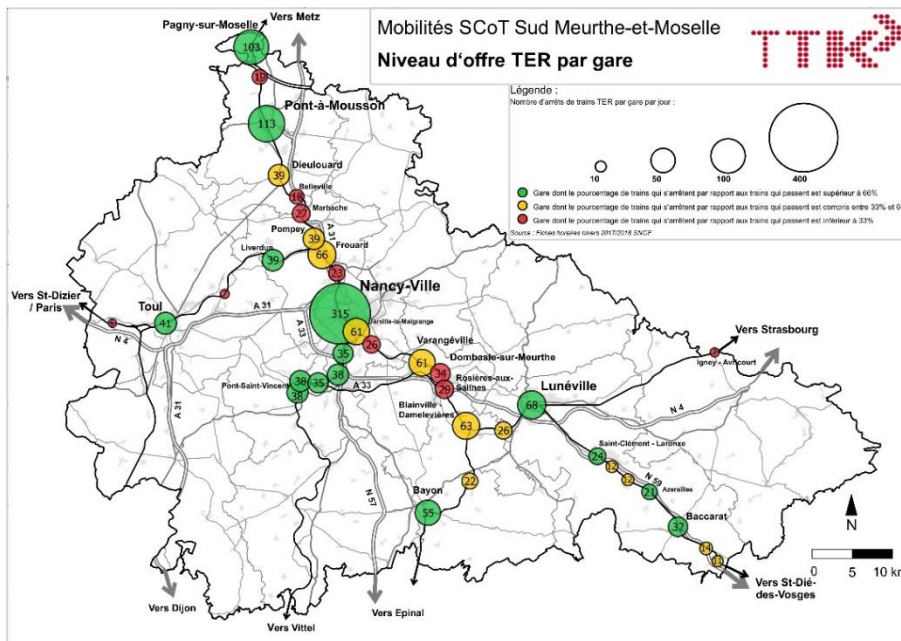 Mobilités SCoT Sud Meurthe-et-Moselle
Niveau d'offre TER par gare
TTK
Légende :
Nombre d'arrêts de trains TER par gare par jour :
10
50
100
400
Gare dont le pourcentage de trains qui s'arrêtent par rapport aux trains qui passent est supérieur à 66%
Gare dont le pourcentage de trains qui s'arrêtent par rapport aux trains qui passent est compris entre 33% et 6
Gare dont le pourcentage de trains qui s'arrêtent par rapport aux trains qui passent est inférieur à 33%
Source : Fiches horaires hivers 2017/2018 SNCF
Vers Metz
Pagny-sur-Moselle
103
19
Pont-à-Mousson
113
Dieulouard
39
Belleville
18
Marbache
27
Pompey
39
A 31
Frouard
66
Liverdun
39
23
Nancy-Ville
315
Vers St-Dizier
/ Paris
Toul
41
N 4
A 31
A 33
Jarville-la-Malgrange
61
26
Varangéville
61
Dombasle-sur-Meurthe
34
Rosières-aux-
Salines
29
35
38
35
38
38
Pont-Saint-Vincent
A 33
Blainville -
Damelevières
63
26
Lunéville
68
Vers Strasbourg
Igney - Avricourt
N 4
Saint-Clément - Laronxe
24
12
12
N 59
Azerailles
21
Baccarat
32
14
11
Vers St-Dié-
des-Vosges
22
Bayon
55
A 31
N 57
Vers Dijon
Vers Vittel
Vers Epinal
N
0
5
10 km